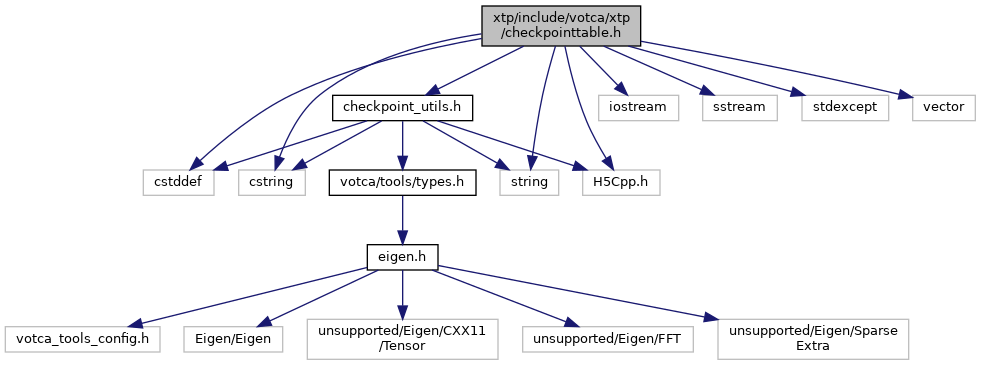 xtp/include/votca/xtp
/checkpointtable.h
checkpoint_utils.h
iostream
sstream
stdexcept
vector
cstddef
cstring
votca/tools/types.h
string
H5Cpp.h
eigen.h
votca_tools_config.h
Eigen/Eigen
unsupported/Eigen/CXX11
/Tensor
unsupported/Eigen/FFT
unsupported/Eigen/Sparse
Extra